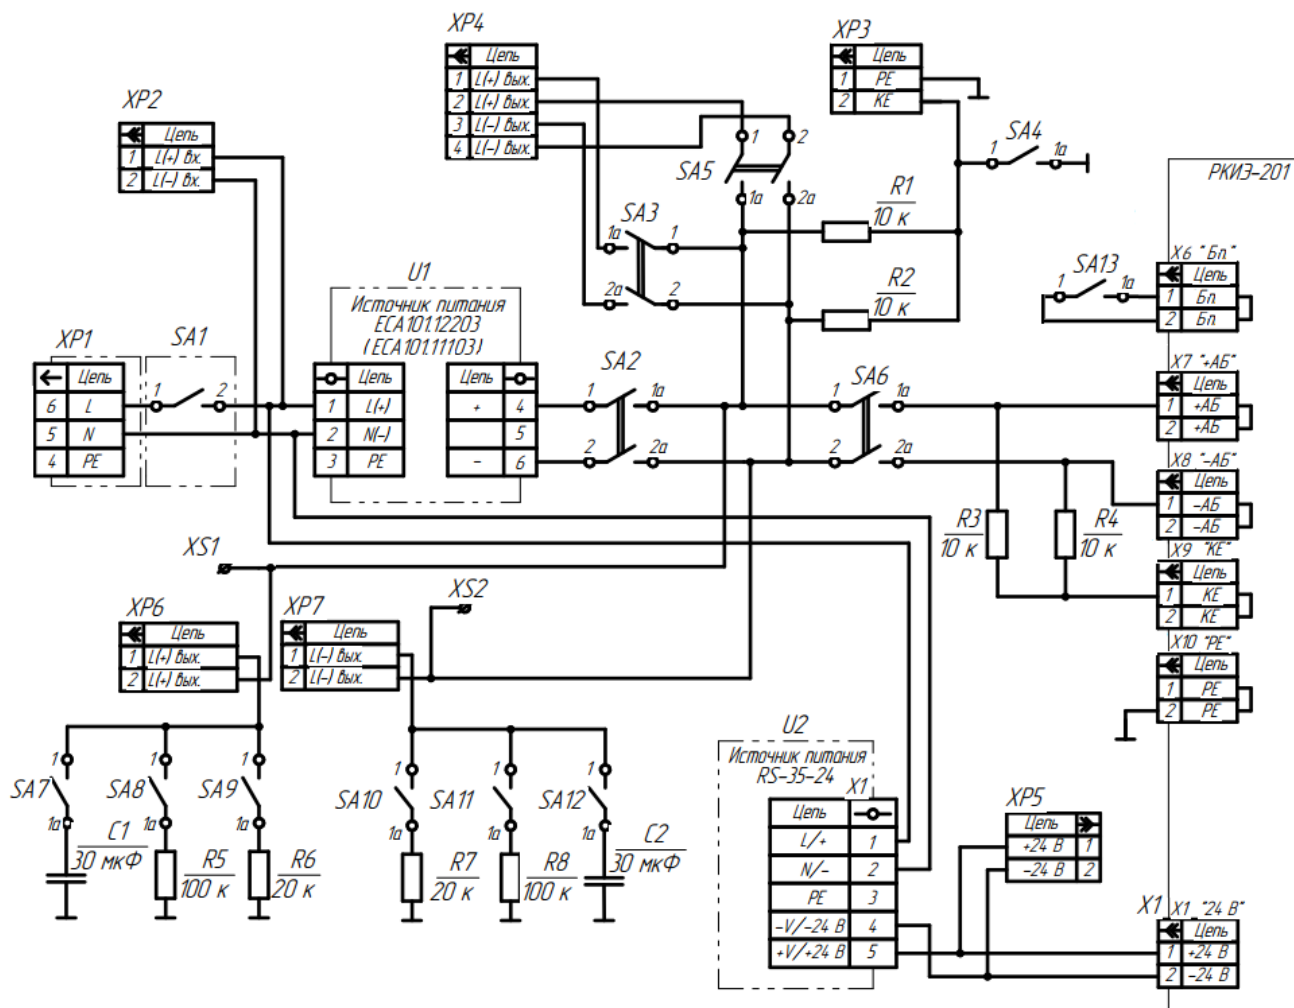 XP4
Цепь
1 L(+) вых.
2 L(+) вых.
3 L(-) вых.
4 L(-) вых.
XP3
Цепь
1 PE
2 KE
XP2
Цепь
1 L(+) вх.
2 L(-) вх.
SA4
1 1а
SA5
1 2
1а 2а
РКИЭ-201
R1
10 к
R2
10 к
SA3
1а 1
2а 2
SA13
1 1а
X6 "Бп."
Цепь
1 Бп.
2 Бп.
U1
Источник питания
ECA101.12203
(ECA101.11103)
XP1
Цепь
6 L
5 N
4 PE
SA1
1 2
Цепь
1 L(+)
2 N(-)
3 PE
Цепь
+ 4
5
- 6
SA2
1 1а
2 2а
SA6
1 1а
2 2а
X7 "+АБ"
Цепь
1 +АБ
2 +АБ
X8 "-АБ"
Цепь
1 -АБ
2 -АБ
R3
10 к
R4
10 к
X9 "KE"
Цепь
1 KE
2 KE
X10 "PE"
Цепь
1 PE
2 PE
XS1
XS2
XP6
Цепь
1 L(+) вых.
2 L(+) вых.
XP7
Цепь
1 L(-) вых.
2 L(-) вых.
SA7
1
1а
SA8
1
1а
SA9
1
1а
SA10
1
1а
SA11
1
1а
SA12
1
1а
C1
30 мкФ
R5
100 к
R6
20 к
R7
20 к
R8
100 к
C2
30 мкФ
U2
Источник питания
RS-35-24
X1
Цепь
L/+ 1
N/- 2
PE 3
-V/-24 В 4
+V/+24 В 5
XP5
Цепь
+24 В 1
-24 В 2
X1 X1 "24 В"
Цепь
1 +24 В
2 -24 В